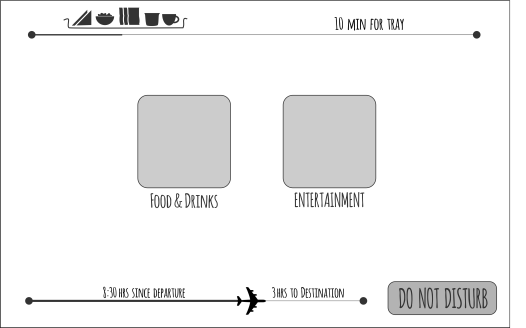 10 MIN FOR TRAY
FOOD & DRINKS
ENTERTAINMENT
8:30 HRS SINCE DEPARTURE
3HRS TO DESTINATION
DO NOT DISTURB